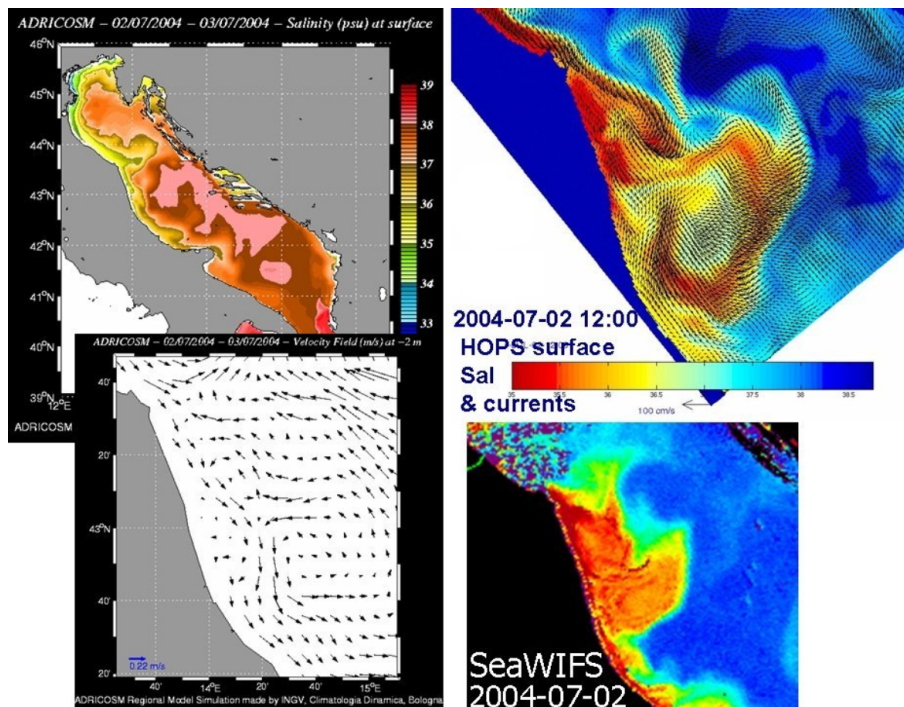 ADRICOSM - 02/07/2004 - 03/07/2004 - Salinity (psu) at surface
46°N
45°N
44°N
43°N
42°N
41°N
40°N
39°N
12°E
39
38
37
36
35
34
33
ADRICOSM
ADRICOSM - 02/07/2004 - 03/07/2004 - Velocity Field (m/s) at -2 m
40'
20'
43°N
40'
20'
0.22 m/s
40'
14°E
20'
40'
15°E
ADRICOSM Regional Model Simulation made by INGV, Climatologia Dinamica, Bologna
2004-07-02 12:00
HOPS surface
Sal
& currents
35
35.5
36
36.5
37
37.5
38
38.5
100 cm/s
SeaWIFS
2004-07-02